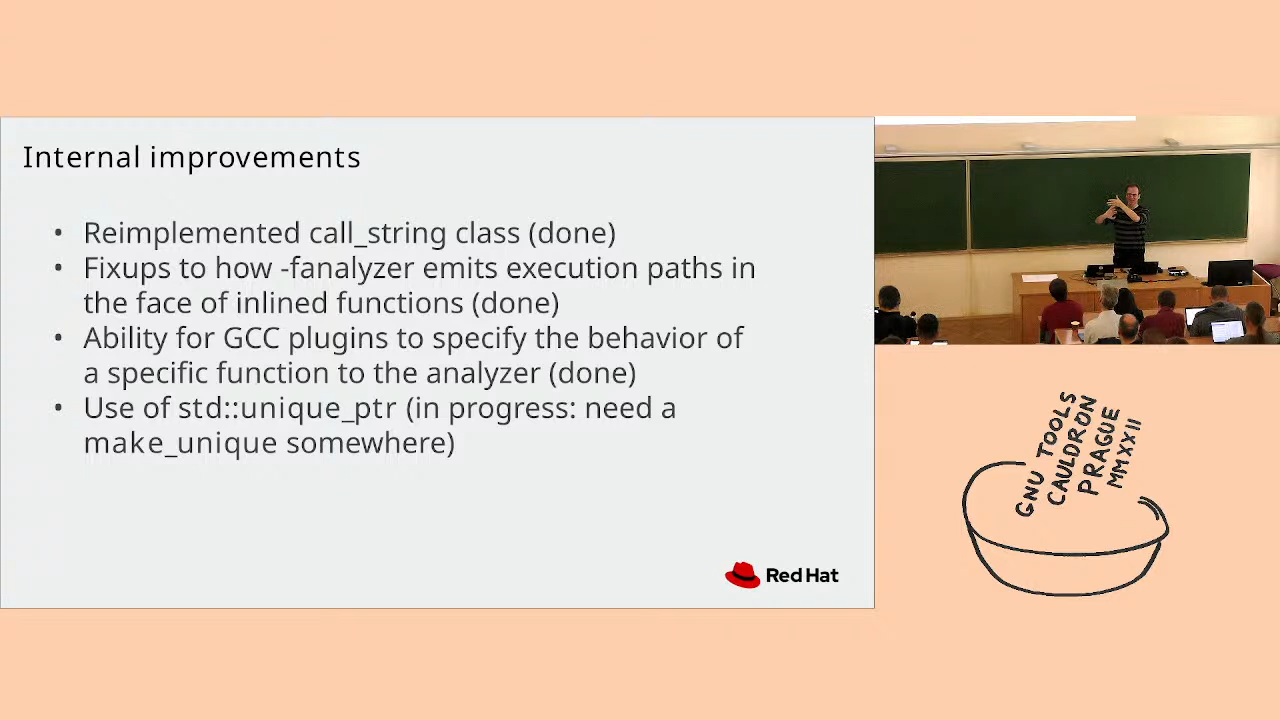 Internal improvements
• Reimplemented call_string class (done)
• Fixups to how -fanalyzer emits execution paths in
the face of inlined functions (done)
• Ability for GCC plugins to specify the behavior of
a specific function to the analyzer (done)
• Use of std::unique_ptr (in progress: need a
make_unique somewhere)
Red Hat
GNU TOOLS
CAULDRON
PRAGUE
MMXXII